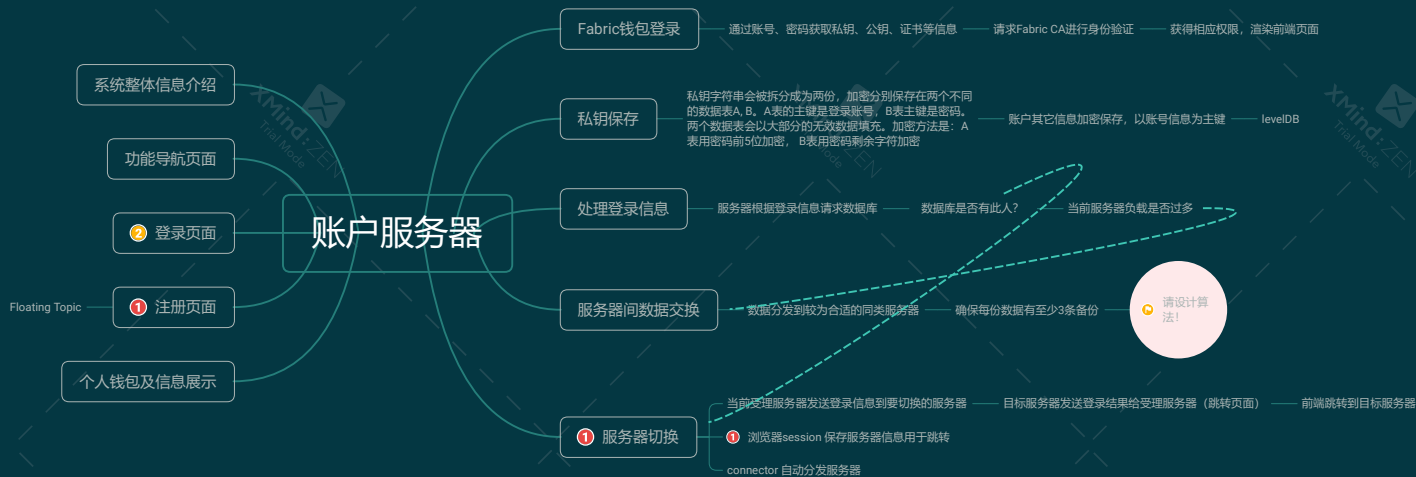 账户服务器
系统整体信息介绍
功能导航页面
2 登录页面
1 注册页面
Floating Topic
个人钱包及信息展示
Fabric钱包登录
通过账号、密码获取私钥、公钥、证书等信息
请求Fabric CA进行身份验证
获得相应权限，渲染前端页面
私钥保存
私钥字符串会被拆分成为两份，加密分别保存在两个不同
的数据表A, B。A表的主键是登录账号，B表主键是密码。
两个数据表会以大部分的无效数据填充。加密方法是：A
表用密码前5位加密， B表用密码剩余字符加密
账户其它信息加密保存，以账号信息为主键
levelDB
处理登录信息
服务器根据登录信息请求数据库
数据库是否有此人？
当前服务器负载是否过多
服务器间数据交换
数据分发到较为合适的同类服务器
确保每份数据有至少3条备份
请设计算
法！
1 服务器切换
当前受理服务器发送登录信息到要切换的服务器
目标服务器发送登录结果给受理服务器（跳转页面）
前端跳转到目标服务器
1 浏览器session 保存服务器信息用于跳转
connector 自动分发服务器
XMind: ZEN
Trial Mode
XMind: ZEN
Trial Mode